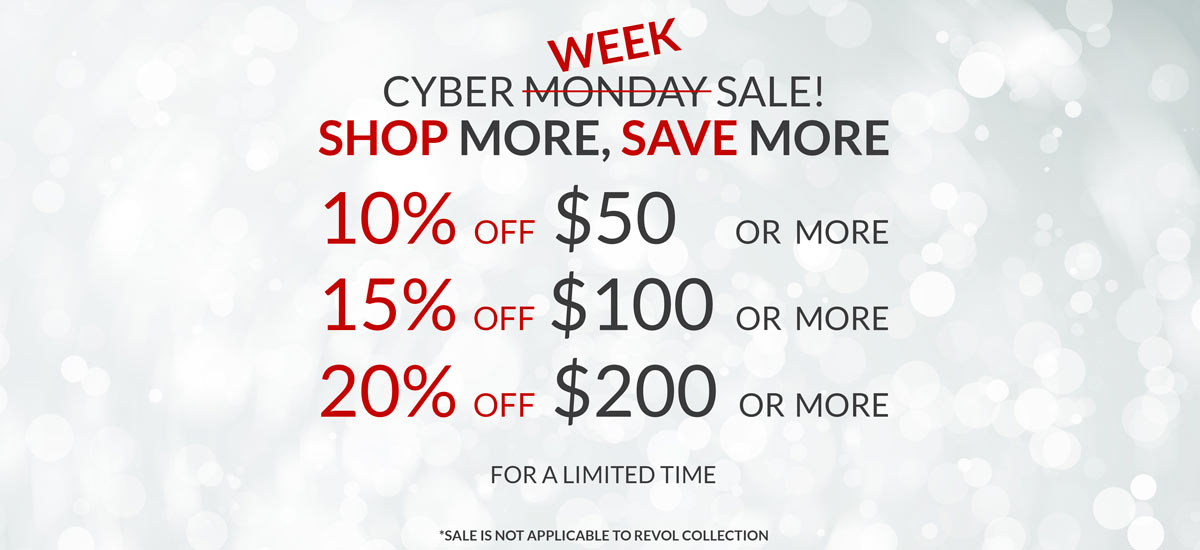 WEEK
CYBER MONDAY SALE!
SHOP MORE, SAVE MORE
10% OFF $50 OR MORE
15% OFF $100 OR MORE
20% OFF $200 OR MORE
FOR A LIMITED TIME
*SALE IS NOT APPLICABLE TO REVOL COLLECTION